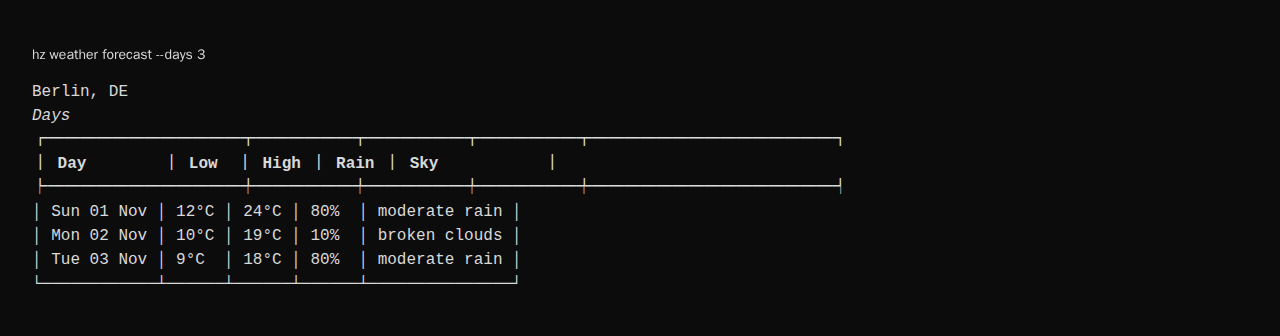 hz weather forecast --days 3
Berlin, DE
Days
┌─────────────┬──────┬──────┬──────┬────────────────┐
│ Day         │ Low  │ High │ Rain │ Sky            │
├─────────────┼──────┼──────┼──────┼────────────────┤
│ Sun 01 Nov │ 12°C │ 24°C │ 80%  │ moderate rain │
│ Mon 02 Nov │ 10°C │ 19°C │ 10%  │ broken clouds │
│ Tue 03 Nov │ 9°C  │ 18°C │ 80%  │ moderate rain │
└────────────┴──────┴──────┴──────┴───────────────┘